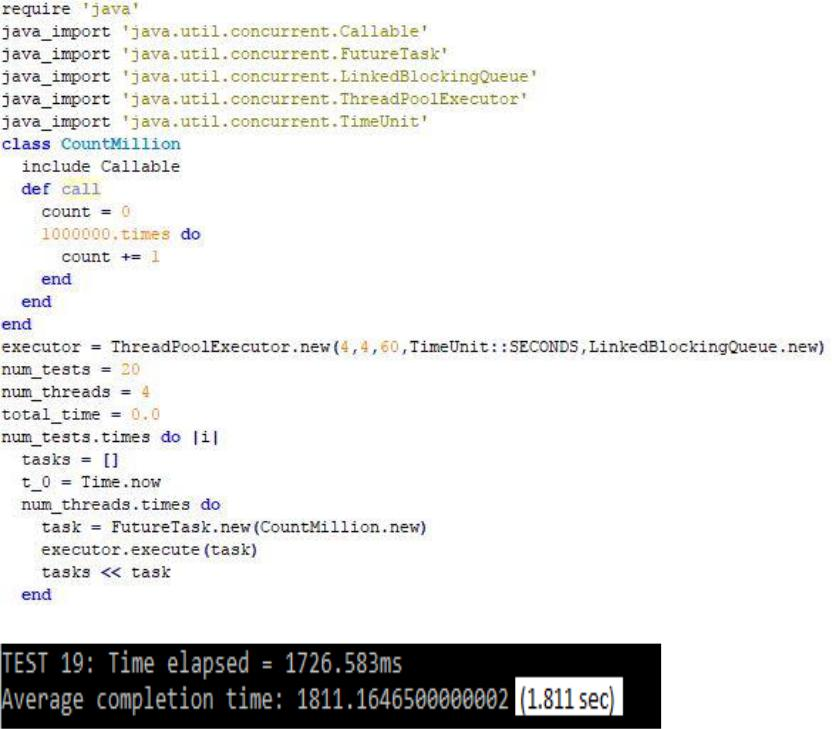 require 'java'
java_import 'java.util.concurrent.Callable'
java_import 'java.util.concurrent.FutureTask'
java_import 'java.util.concurrent.LinkedBlockingQueue'
java_import 'java.util.concurrent.ThreadPoolExecutor'
java_import 'java.util.concurrent.TimeUnit'
class CountMillion
  include Callable
  def call
    count = 0
    1000000.times do
      count += 1
    end
  end
end
executor = ThreadPoolExecutor.new(4,4,60,TimeUnit::SECONDS,LinkedBlockingQueue.new)
num_tests = 20
num_threads = 4
total_time = 0.0
num_tests.times do |i|
  tasks = []
  t_0 = Time.now
  num_threads.times do
    task = FutureTask.new(CountMillion.new)
    executor.execute(task)
    tasks << task
  end
TEST 19: Time elapsed = 1726.583ms
Average completion time: 1811.1646500000002 (1.811 sec)